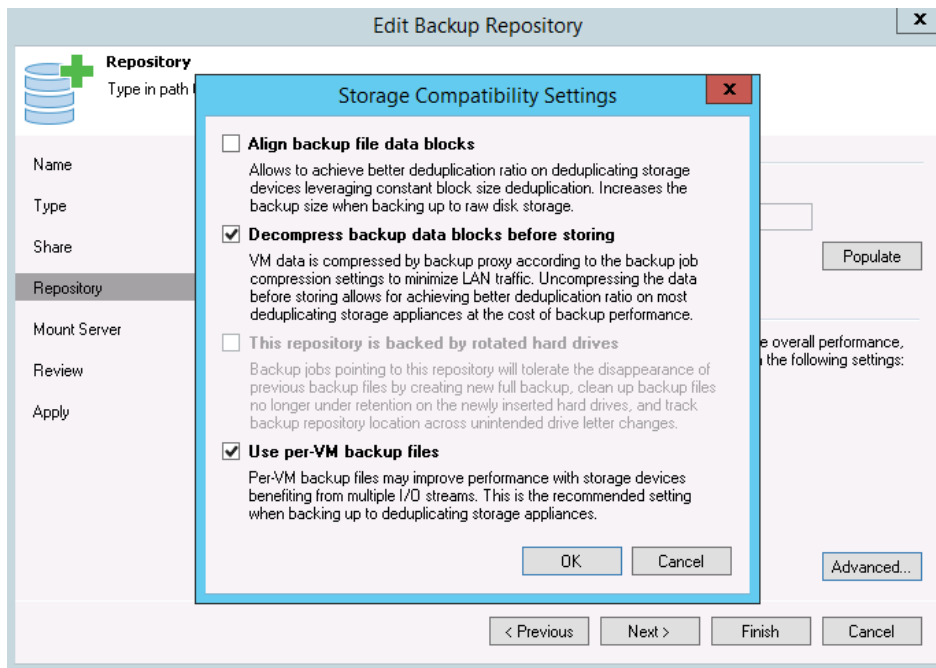 Edit Backup Repository
x
Repository
Type in path
Storage Compatibility Settings
x
Name
Type
Share
Repository
Mount Server
Review
Apply
Align backup file data blocks
Allows to achieve better deduplication ratio on deduplicating storage
devices leveraging constant block size deduplication. Increases the
backup size when backing up to raw disk storage.
Decompress backup data blocks before storing
VM data is compressed by backup proxy according to the backup job
compression settings to minimize LAN traffic. Uncompressing the data
before storing allows for achieving better deduplication ratio on most
deduplicating storage appliances at the cost of backup performance.
This repository is backed by rotated hard drives
Backup jobs pointing to this repository will tolerate the disappearance of
previous backup files by creating new full backup, clean up backup files
no longer under retention on the newly inserted hard drives, and track
backup repository location across unintended drive letter changes.
Use per-VM backup files
Per-VM backup files may improve performance with storage devices
benefiting from multiple I/O streams. This is the recommended setting
when backing up to deduplicating storage appliances.
OK
Cancel
Populate
e overall performance,
the following settings:
Advanced...
< Previous
Next >
Finish
Cancel